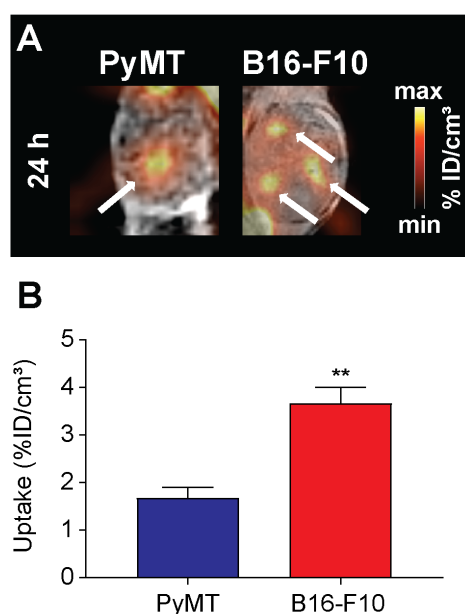 A
PyMT B16-F10
24 h
max
% ID/cm³
min
B
Uptake (%ID/cm³)
5
4
3
2
1
0
**
PyMT B16-F10